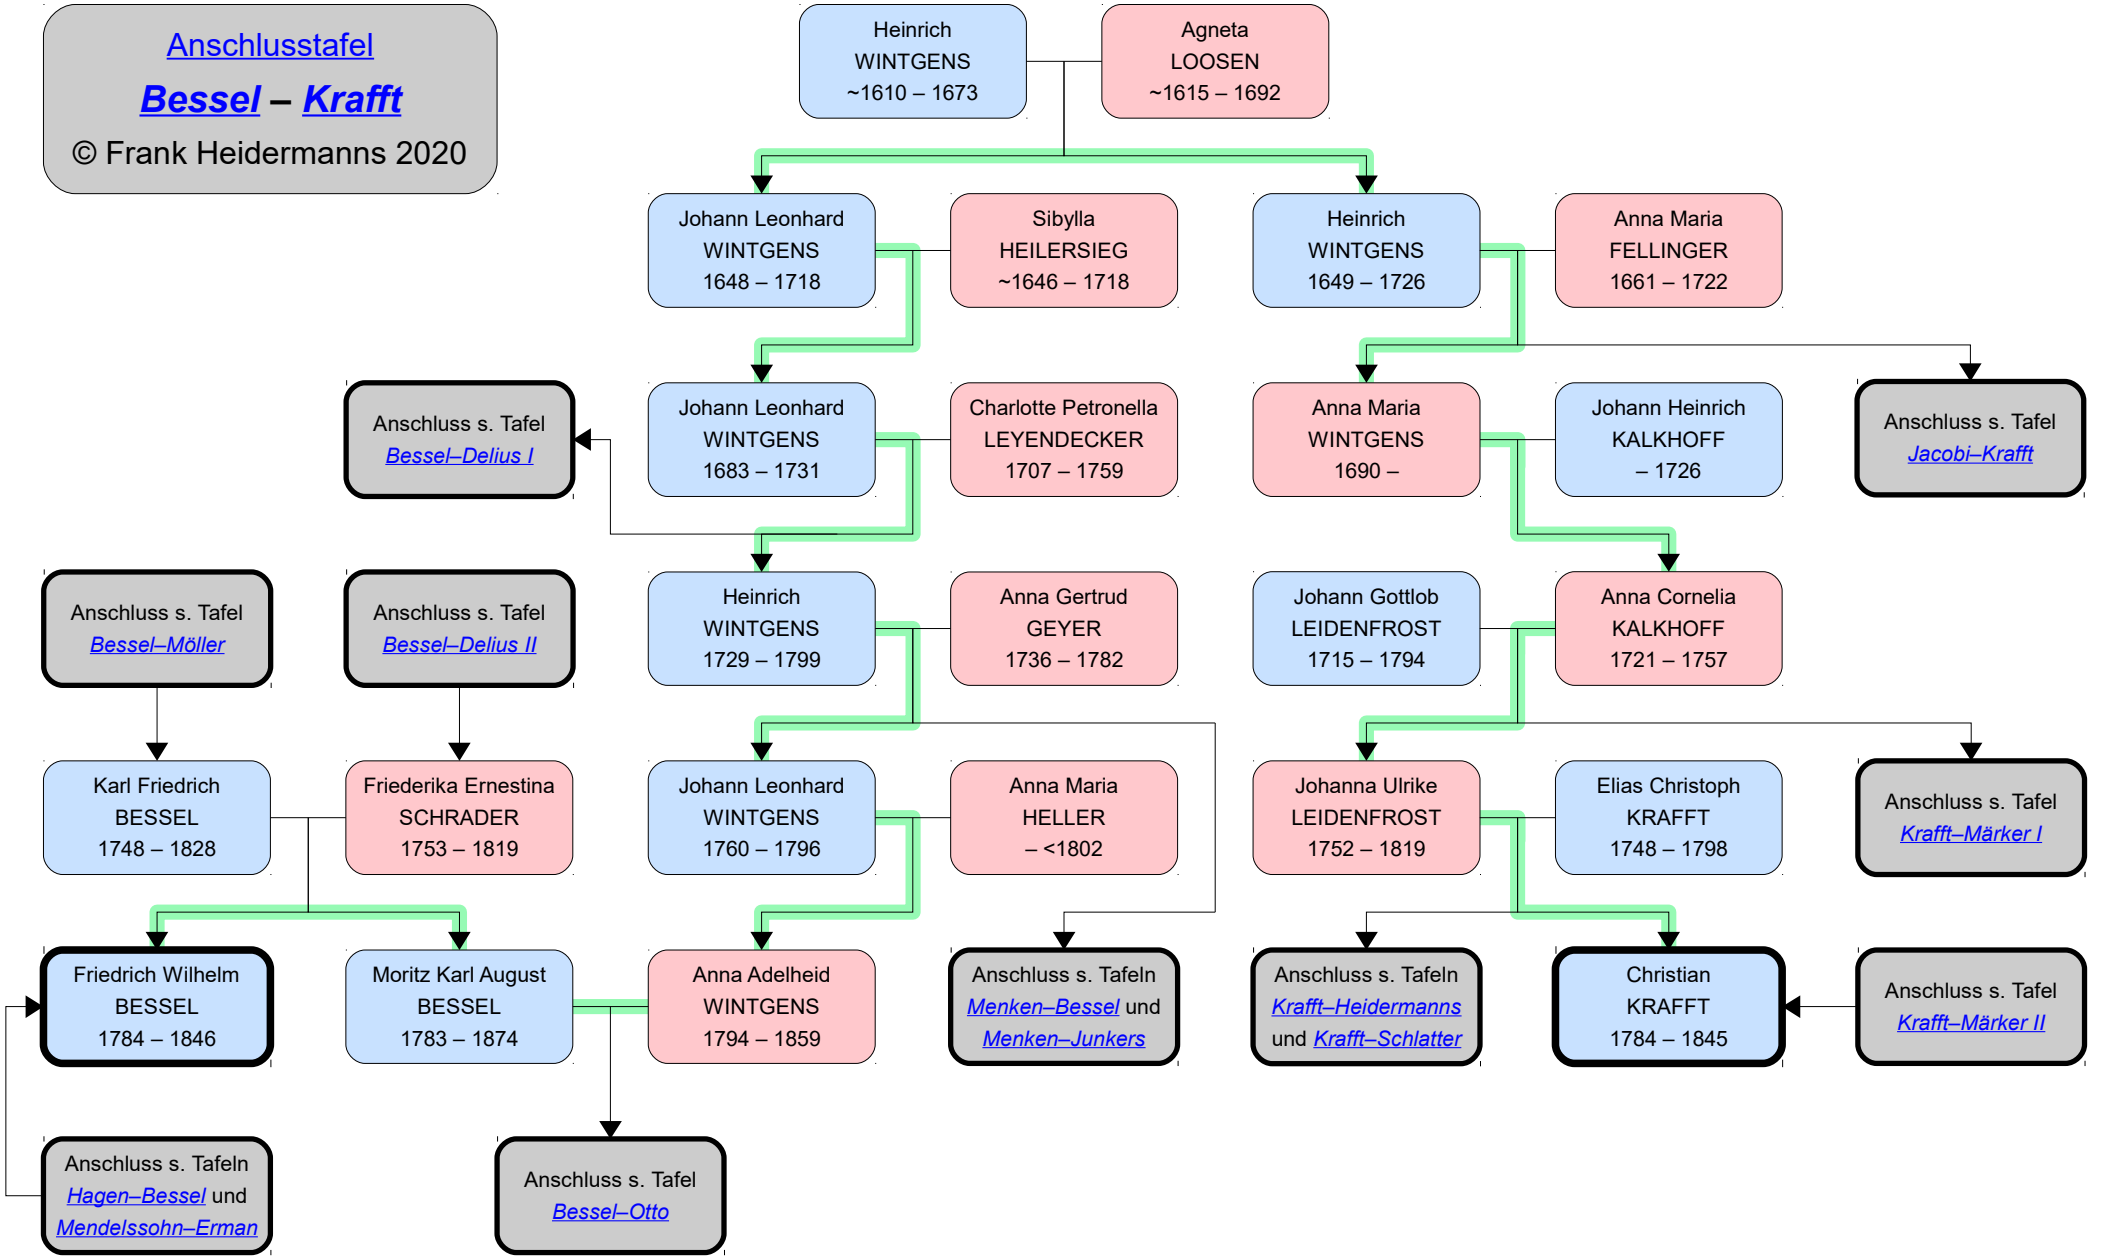 Anschlusstafel
Bessel – Krafft
© Frank Heidermanns 2020
Heinrich
WINTGENS
~1610 – 1673
Agneta
LOOSEN
~1615 – 1692
Johann Leonhard
WINTGENS
1648 – 1718
Sibylla
HEILERSIEG
~1646 – 1718
Heinrich
WINTGENS
1649 – 1726
Anna Maria
FELLINGER
1661 – 1722
Anschluss s. Tafel
Bessel–Delius I
Johann Leonhard
WINTGENS
1683 – 1731
Charlotte Petronella
LEYENDECKER
1707 – 1759
Anna Maria
WINTGENS
1690 –
Johann Heinrich
KALKHOFF
– 1726
Anschluss s. Tafel
Jacobi–Krafft
Anschluss s. Tafel
Bessel–Möller
Anschluss s. Tafel
Bessel–Delius II
Heinrich
WINTGENS
1729 – 1799
Anna Gertrud
GEYER
1736 – 1782
Johann Gottlob
LEIDENFROST
1715 – 1794
Anna Cornelia
KALKHOFF
1721 – 1757
Karl Friedrich
BESSEL
1748 – 1828
Friederika Ernestina
SCHRADER
1753 – 1819
Johann Leonhard
WINTGENS
1760 – 1796
Anna Maria
HELLER
– <1802
Johanna Ulrike
LEIDENFROST
1752 – 1819
Elias Christoph
KRAFFT
1748 – 1798
Anschluss s. Tafel
Krafft–Märker I
Friedrich Wilhelm
BESSEL
1784 – 1846
Moritz Karl August
BESSEL
1783 – 1874
Anna Adelheid
WINTGENS
1794 – 1859
Anschluss s. Tafeln
Menken–Bessel und
Menken–Junkers
Anschluss s. Tafeln
Krafft–Heidermanns
und Krafft–Schlatter
Christian
KRAFFT
1784 – 1845
Anschluss s. Tafel
Krafft–Märker II
Anschluss s. Tafeln
Hagen–Bessel und
Mendelssohn–Erman
Anschluss s. Tafel
Bessel–Otto